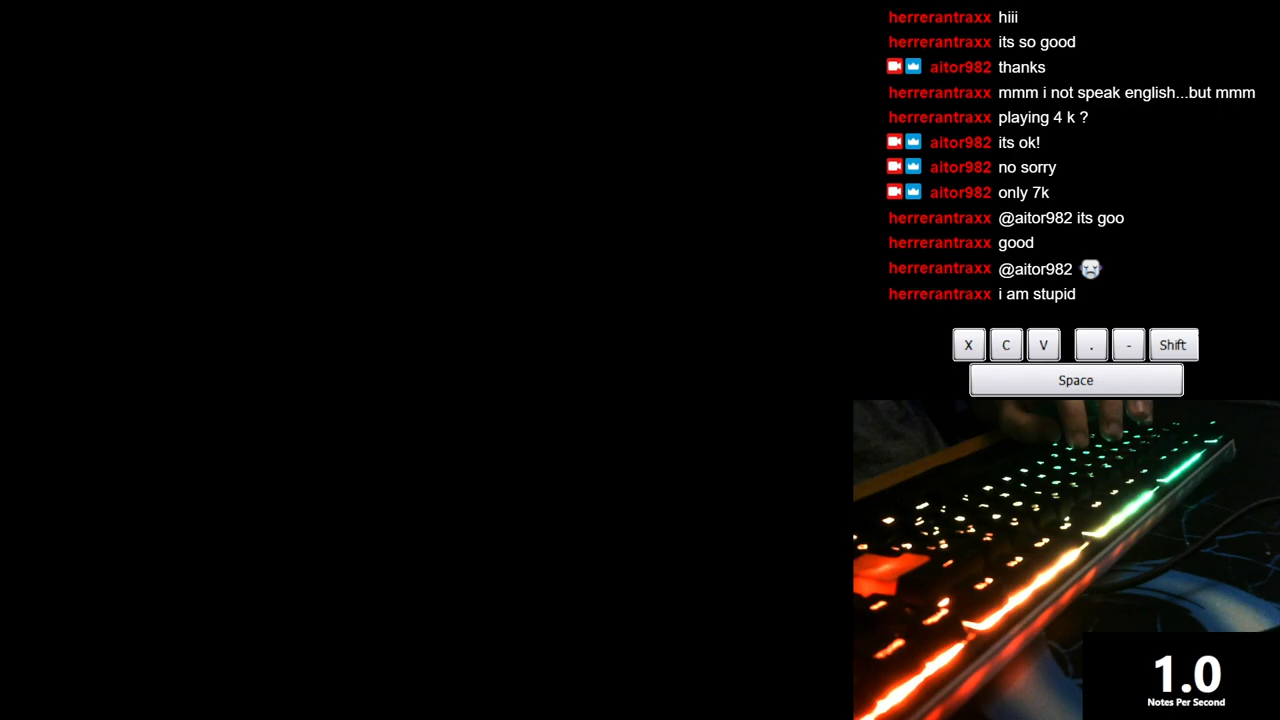 herrerantraxx hiii
herrerantraxx its so good
aitor982 thanks
herrerantraxx mmm i not speak english...but mmm
herrerantraxx playing 4 k ?
aitor982 its ok!
aitor982 no sorry
aitor982 only 7k
herrerantraxx @aitor982 its goo
herrerantraxx good
herrerantraxx @aitor982
herrerantraxx i am stupid
X C V . - Shift
Space
1.0
Notes Per Second